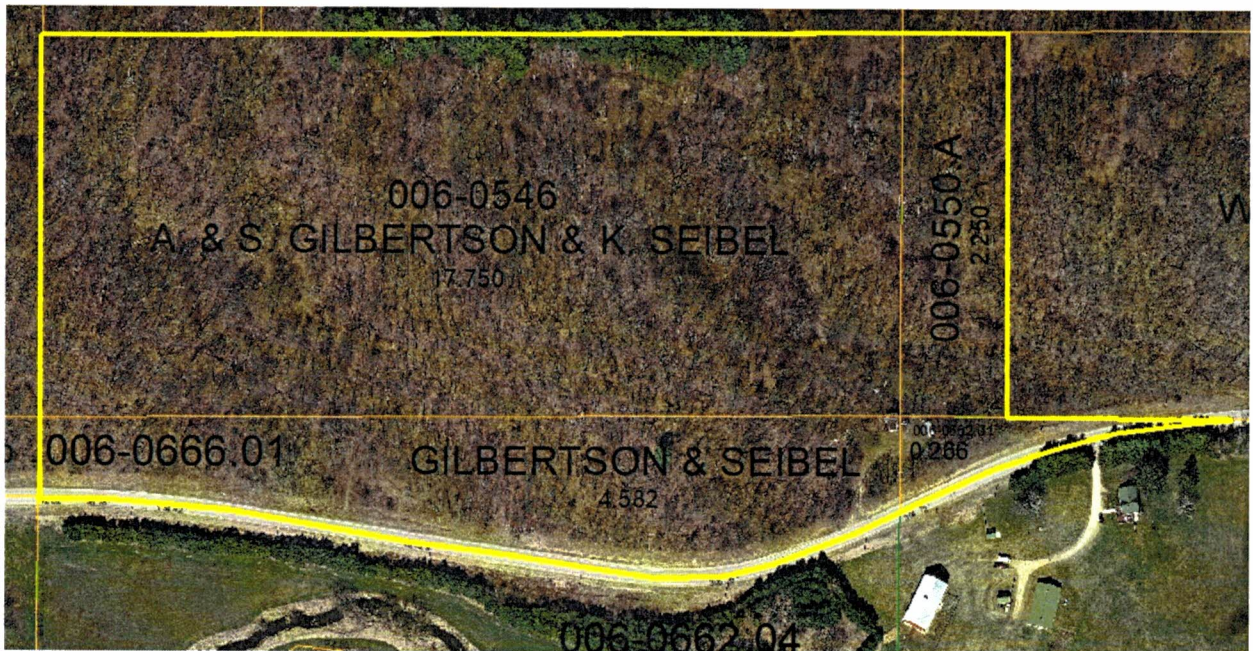 006-0546
A. & S. GILBERTSON & K. SEIBEL
17.750
006-0550.A
2.250
W
006-0666.01
GILBERTSON & SEIBEL
4.582
0.266
006-0662.04